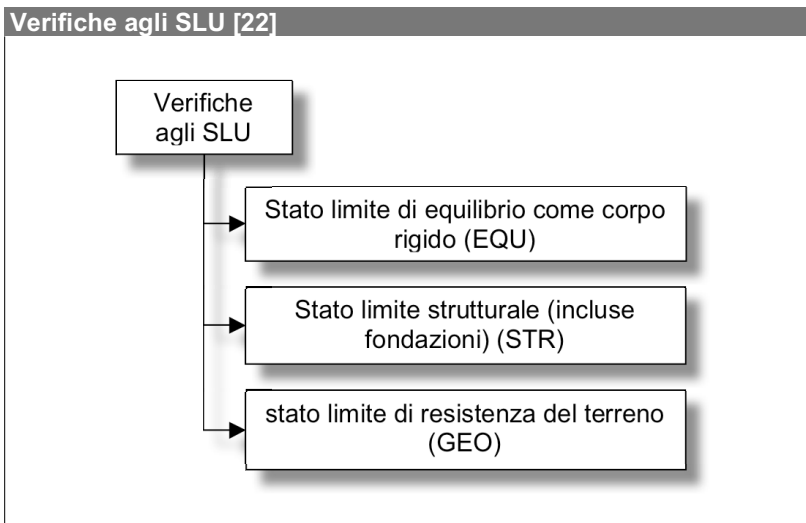 Verifiche agli SLU [22]
Verifiche
agli SLU
Stato limite di equilibrio come corpo
rigido (EQU)
Stato limite strutturale (incluse
fondazioni) (STR)
stato limite di resistenza del terreno
(GEO)